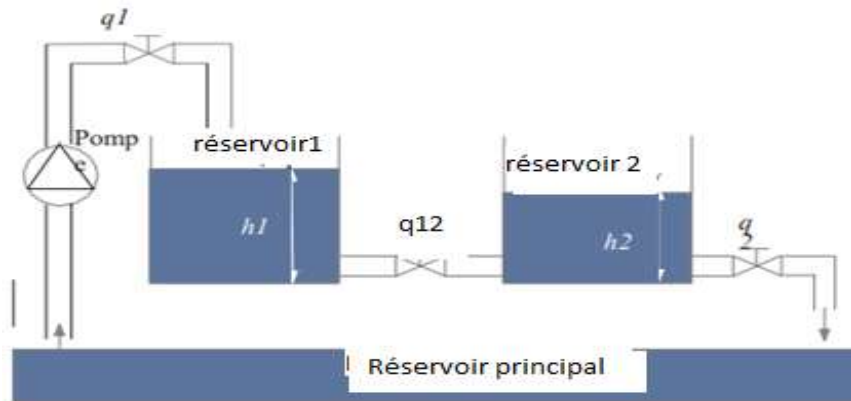 q1
Pomp
e
réservoir1
réservoir 2
h1
q12
h2
q
2
Réservoir principal